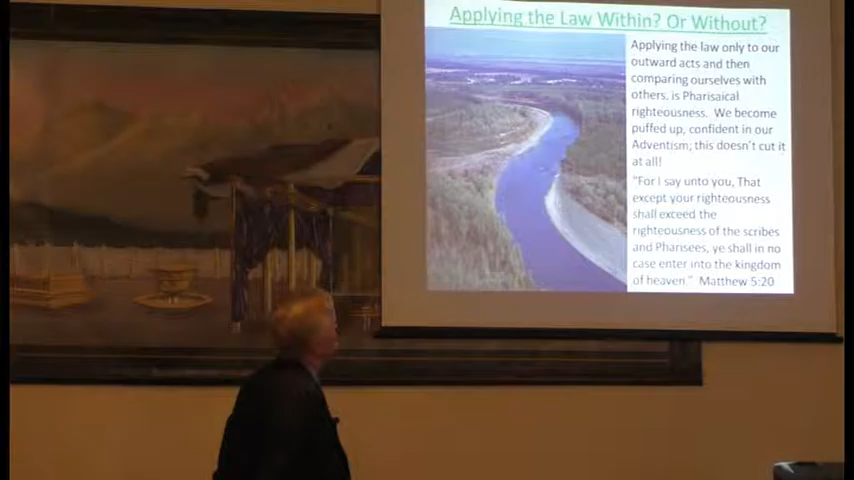 Applying the Law Within? Or Without?
Applying the law only to our
outward acts and then
comparing ourselves with
others, is Pharisaical
righteousness. We become
puffed up, confident in our
Adventism; this doesn't cut it
at all!
"For I say unto you, That
except your righteousness
shall exceed the
righteousness of the scribes
and Pharisees, ye shall in no
case enter into the kingdom
of heaven." Matthew 5:20